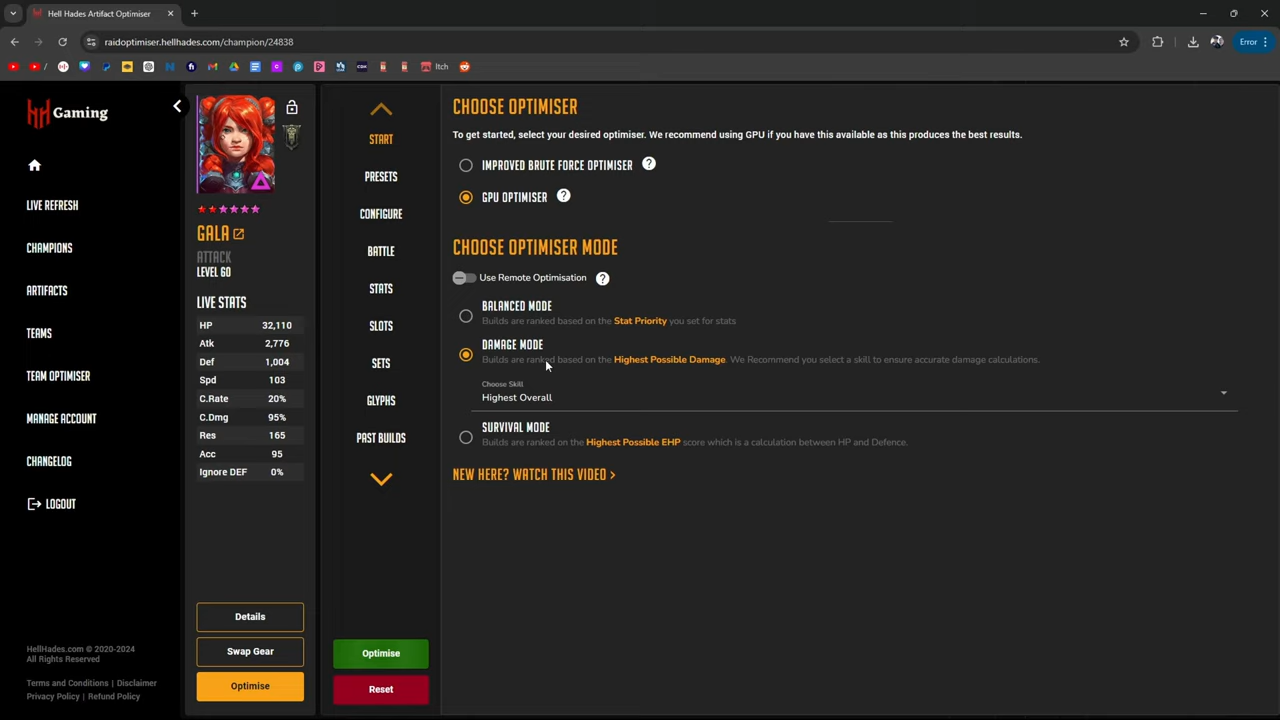 Hell Hades Artifact Optimiser
raidoptimiser.hellhades.com/champion/24838
Error
Itch
Gaming
LIVE REFRESH
CHAMPIONS
ARTIFACTS
TEAMS
TEAM OPTIMISER
MANAGE ACCOUNT
CHANGELOG
LOGOUT
HellHades.com © 2020-2024
All Rights Reserved
Terms and Conditions | Disclaimer
Privacy Policy | Refund Policy
GALA
ATTACK
LEVEL 60
LIVE STATS
HP 32,110
Atk 2,776
Def 1,004
Spd 103
C.Rate 20%
C.Dmg 95%
Res 165
Acc 95
Ignore DEF 0%
Details
Swap Gear
Optimise
START
PRESETS
CONFIGURE
BATTLE
STATS
SLOTS
SETS
GLYPHS
PAST BUILDS
Optimise
Reset
CHOOSE OPTIMISER
To get started, select your desired optimiser. We recommend using GPU if you have this available as this produces the best results.
IMPROVED BRUTE FORCE OPTIMISER ?
GPU OPTIMISER ?
CHOOSE OPTIMISER MODE
Use Remote Optimisation ?
BALANCED MODE
Builds are ranked based on the Stat Priority you set for stats
DAMAGE MODE
Builds are ranked based on the Highest Possible Damage. We Recommend you select a skill to ensure accurate damage calculations.
Choose Skill
Highest Overall
SURVIVAL MODE
Builds are ranked on the Highest Possible EHP score which is a calculation between HP and Defence.
NEW HERE? WATCH THIS VIDEO >